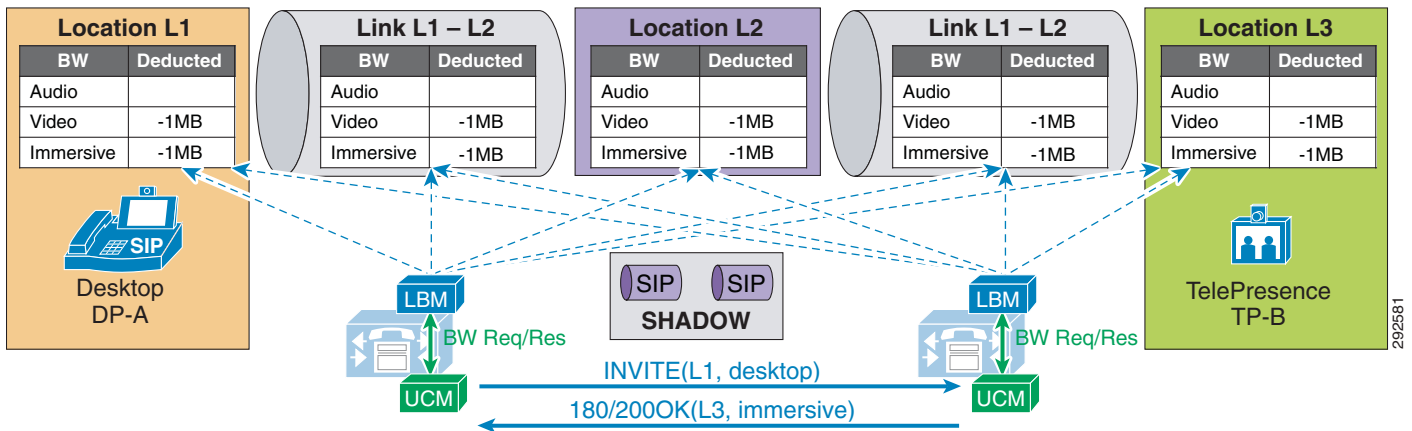 Location L1
BW Deducted
Audio
Video -1MB
Immersive -1MB
SIP
Desktop
DP-A
Link L1 – L2
BW Deducted
Audio
Video -1MB
Immersive -1MB
Location L2
BW Deducted
Audio
Video -1MB
Immersive -1MB
Link L1 – L2
BW Deducted
Audio
Video -1MB
Immersive -1MB
Location L3
BW Deducted
Audio
Video -1MB
Immersive -1MB
TelePresence
TP-B
LBM
BW Req/Res
UCM
SIP SIP
SHADOW
LBM
BW Req/Res
UCM
INVITE(L1, desktop)
180/200OK(L3, immersive)
292581